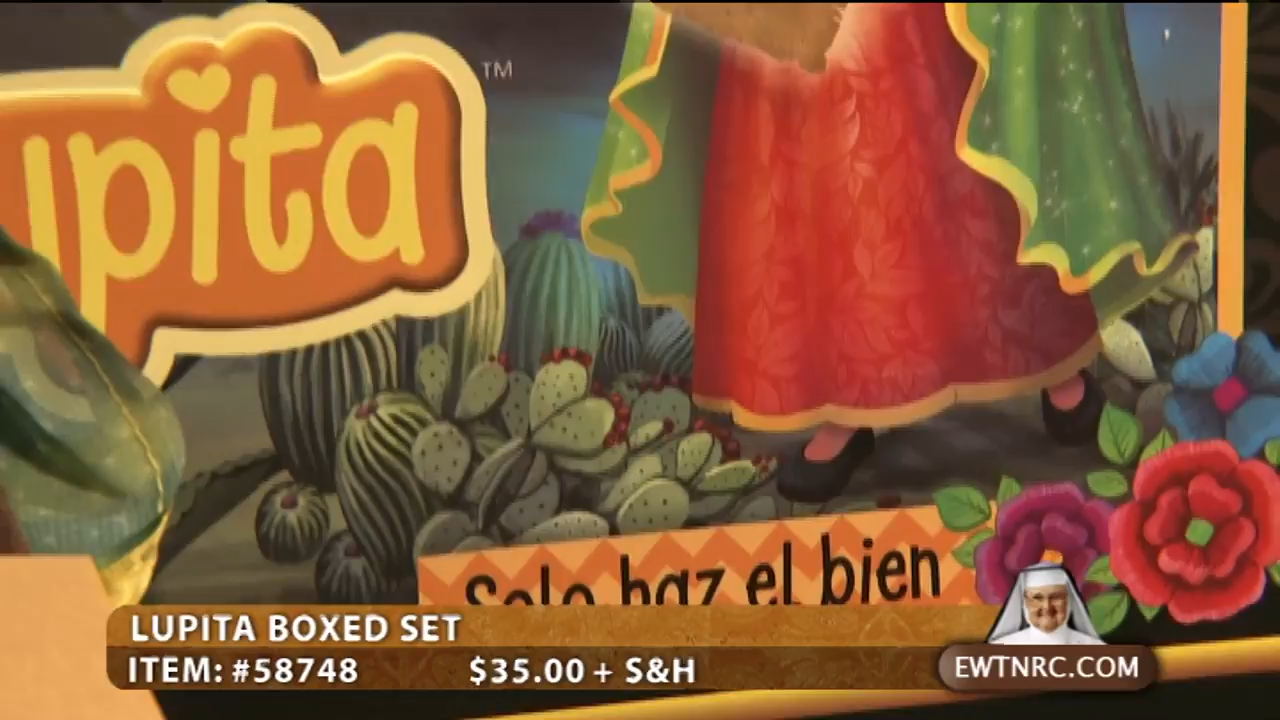 upita
TM
Solo haz el bien
LUPITA BOXED SET
ITEM: #58748 $35.00 + S&H
EWTNRC.COM